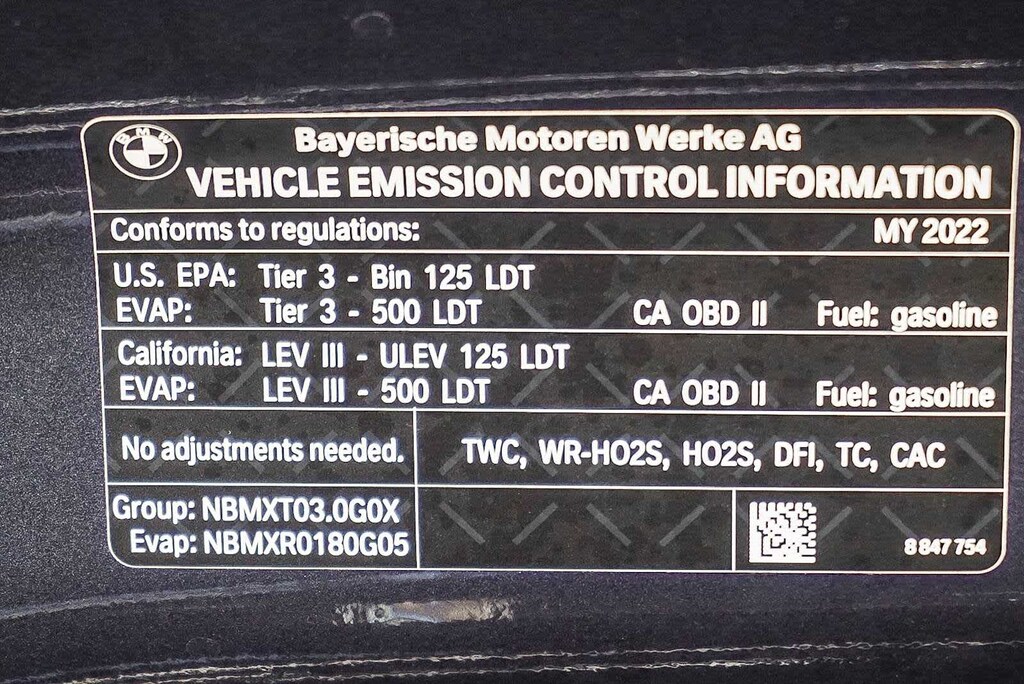 BMW
Bayerische Motoren Werke AG
VEHICLE EMISSION CONTROL INFORMATION
Conforms to regulations: MY 2022
U.S. EPA: Tier 3 - Bin 125 LDT
EVAP: Tier 3 - 500 LDT CA OBD II Fuel: gasoline
California: LEV III - ULEV 125 LDT
EVAP: LEV III - 500 LDT CA OBD II Fuel: gasoline
No adjustments needed. TWC, WR-HO2S, HO2S, DFI, TC, CAC
Group: NBMXT03.0G0X
Evap: NBMXR0180G05 8 847 754